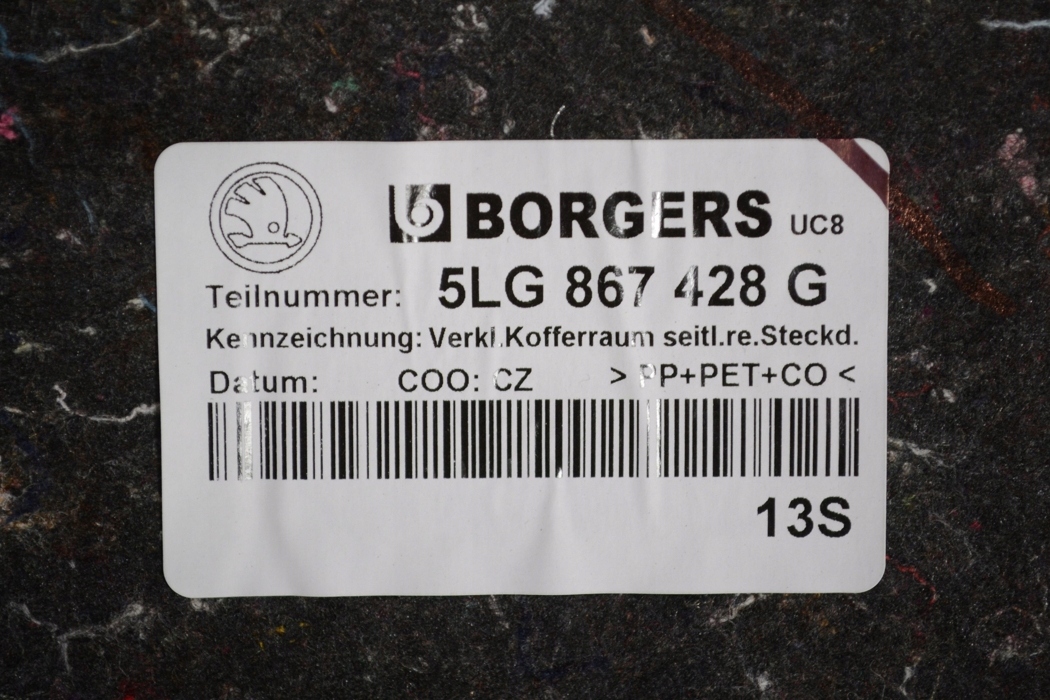 BORGERS UC8
Teilnummer: 5LG 867 428 G
Kennzeichnung: Verkl.Kofferraum seitl.re.Steckd.
Datum: COO: CZ > PP+PET+CO <
13S